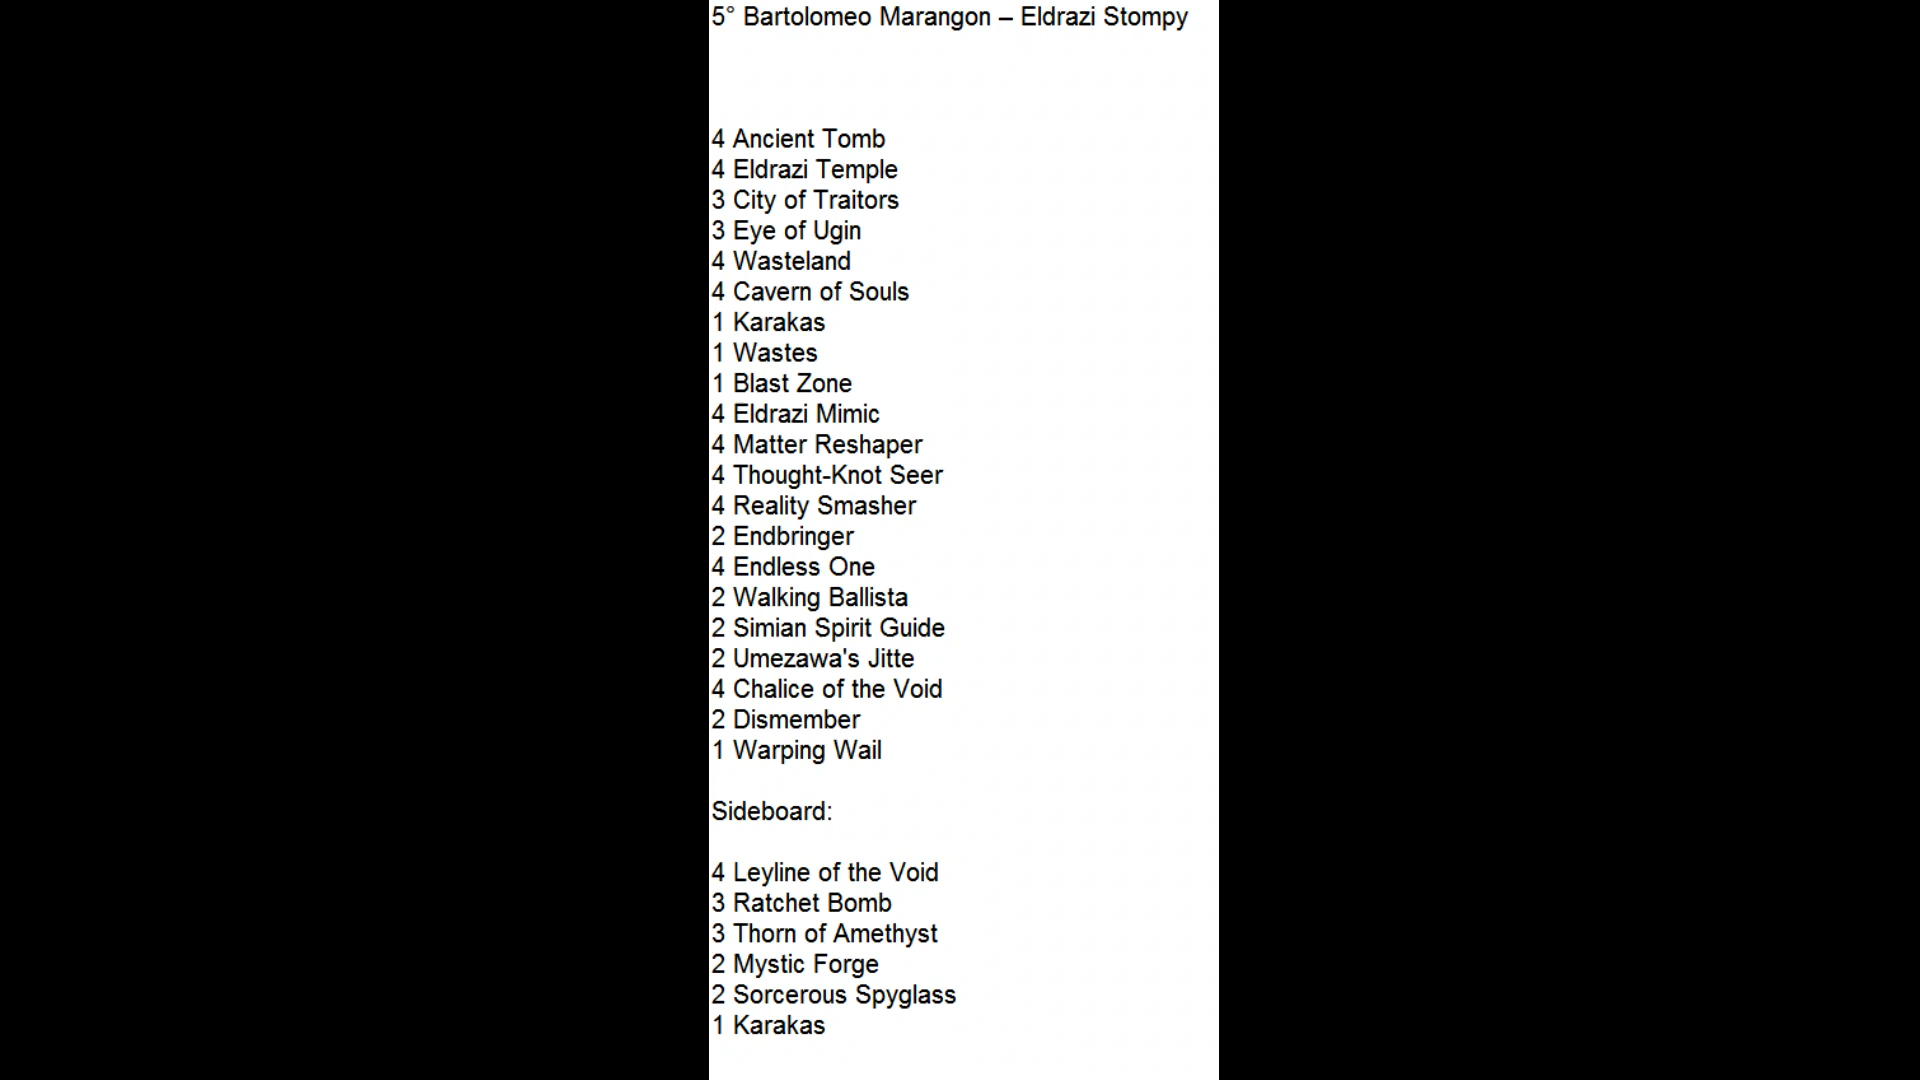 5° Bartolomeo Marangon – Eldrazi Stompy
4 Ancient Tomb
4 Eldrazi Temple
3 City of Traitors
3 Eye of Ugin
4 Wasteland
4 Cavern of Souls
1 Karakas
1 Wastes
1 Blast Zone
4 Eldrazi Mimic
4 Matter Reshaper
4 Thought-Knot Seer
4 Reality Smasher
2 Endbringer
4 Endless One
2 Walking Ballista
2 Simian Spirit Guide
2 Umezawa's Jitte
4 Chalice of the Void
2 Dismember
1 Warping Wail
Sideboard:
4 Leyline of the Void
3 Ratchet Bomb
3 Thorn of Amethyst
2 Mystic Forge
2 Sorcerous Spyglass
1 Karakas